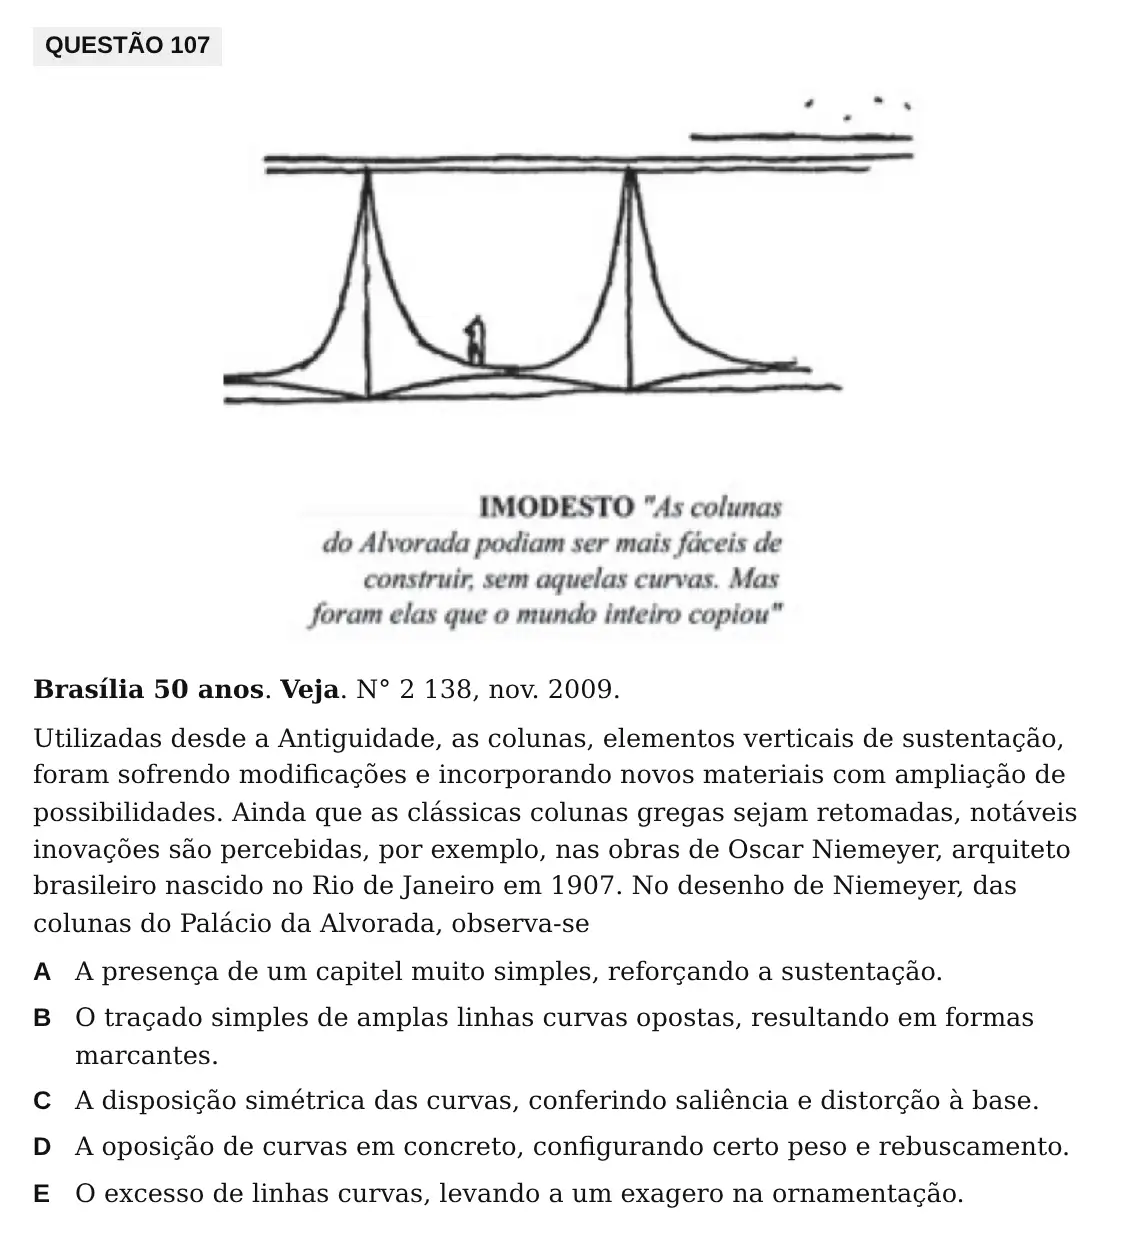 QUESTÃO 107
IMODESTO "As colunas
do Alvorada podiam ser mais fáceis de
construir, sem aquelas curvas. Mas
foram elas que o mundo inteiro copiou"
Brasília 50 anos. Veja. N° 2 138, nov. 2009.
Utilizadas desde a Antiguidade, as colunas, elementos verticais de sustentação,
foram sofrendo modificações e incorporando novos materiais com ampliação de
possibilidades. Ainda que as clássicas colunas gregas sejam retomadas, notáveis
inovações são percebidas, por exemplo, nas obras de Oscar Niemeyer, arquiteto
brasileiro nascido no Rio de Janeiro em 1907. No desenho de Niemeyer, das
colunas do Palácio da Alvorada, observa-se
A A presença de um capitel muito simples, reforçando a sustentação.
B O traçado simples de amplas linhas curvas opostas, resultando em formas
marcantes.
C A disposição simétrica das curvas, conferindo saliência e distorção à base.
D A oposição de curvas em concreto, configurando certo peso e rebuscamento.
E O excesso de linhas curvas, levando a um exagero na ornamentação.